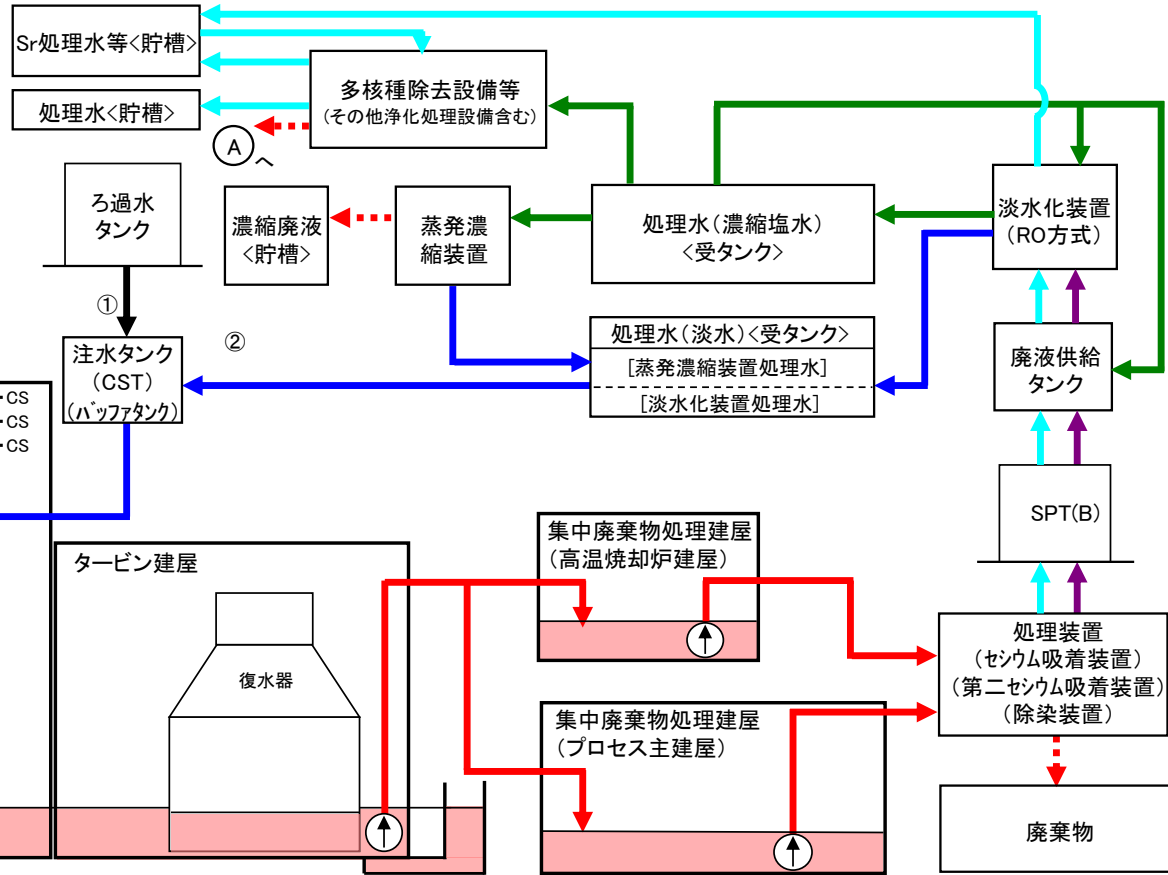 Sr処理水等<貯槽>
処理水<貯槽>
多核種除去設備等
(その他浄化処理設備含む)
A
へ
ろ過水
タンク
濃縮廃液
<貯槽>
蒸発濃
縮装置
処理水(濃縮塩水)
<受タンク>
淡水化装置
(RO方式)
①
②
注水タンク
(CST)
(バッファタンク)
処理水(淡水)<受タンク>
[蒸発濃縮装置処理水]
[淡水化装置処理水]
廃液供給
タンク
・CS
・CS
・CS
SPT(B)
タービン建屋
復水器
集中廃棄物処理建屋
(高温焼却炉建屋)
集中廃棄物処理建屋
(プロセス主建屋)
処理装置
(セシウム吸着装置)
(第二セシウム吸着装置)
(除染装置)
廃棄物